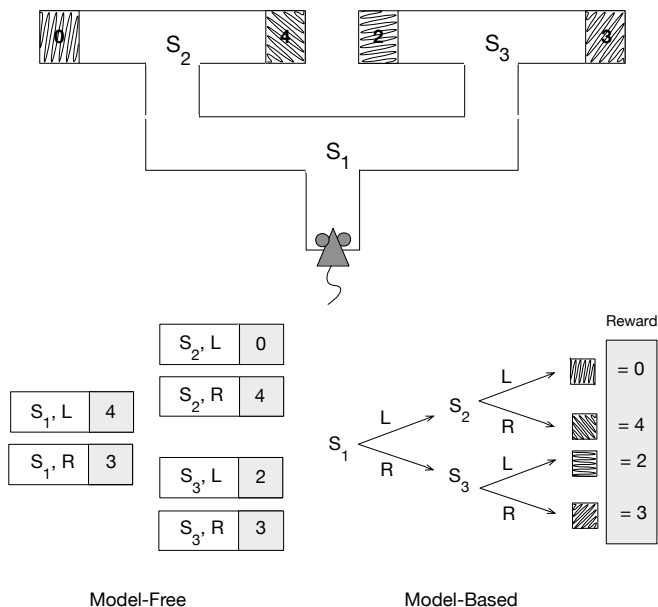 0 S2 4 2 S3 3
S1
Reward
S2, L 0
S2, R 4
S1, L 4
S1, R 3
S3, L 2
S3, R 3
S1
L
R
S2
S3
L = 0
R = 4
L = 2
R = 3
Model-Free
Model-Based